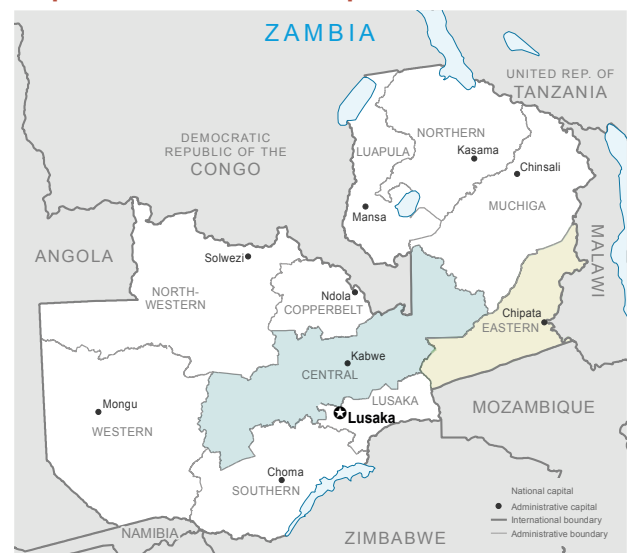 ZAMBIA
UNITED REP. OF
TANZANIA
DEMOCRATIC
REPUBLIC OF THE
CONGO
NORTHERN
LUAPULA
Kasama
Chinsali
Mansa
MUCHIGA
ANGOLA
MALAWI
Solwezi
NORTH-
WESTERN
Ndola
COPPERBELT
Chipata
EASTERN
Kabwe
CENTRAL
LUSAKA
Lusaka
MOZAMBIQUE
Mongu
WESTERN
Choma
SOUTHERN
NAMIBIA
ZIMBABWE
National capital
Administrative capital
International boundary
Administrative boundary